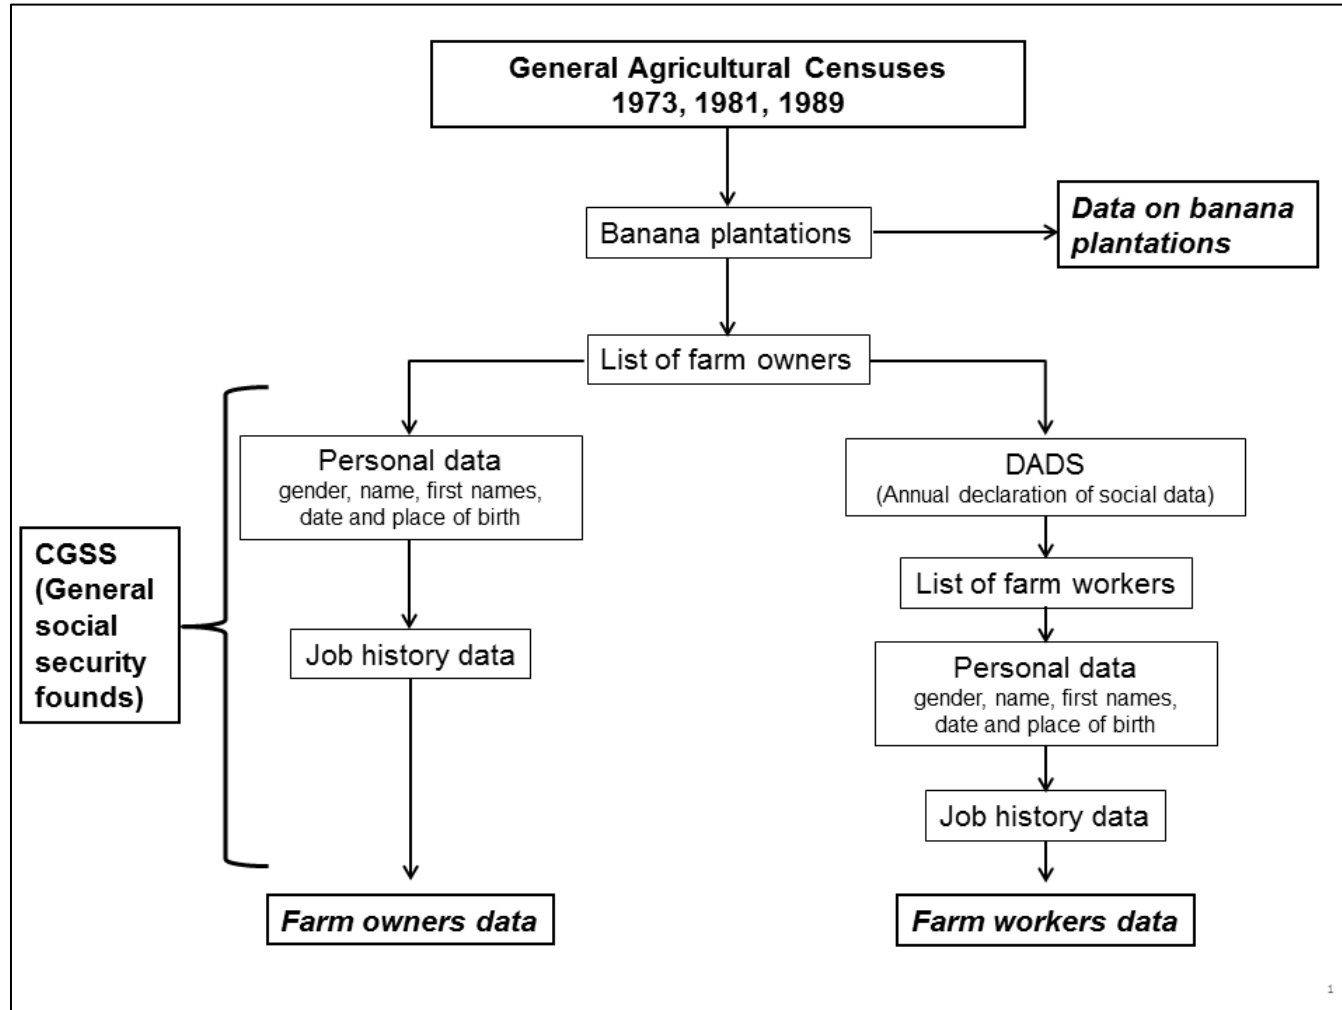 General Agricultural Censuses
1973, 1981, 1989
Banana plantations
Data on banana
plantations
List of farm owners
Personal data
gender, name, first names,
date and place of birth
DADS
(Annual declaration of social data)
CGSS
(General
social
security
founds)
List of farm workers
Job history data
Personal data
gender, name, first names,
date and place of birth
Job history data
Farm owners data
Farm workers data
1